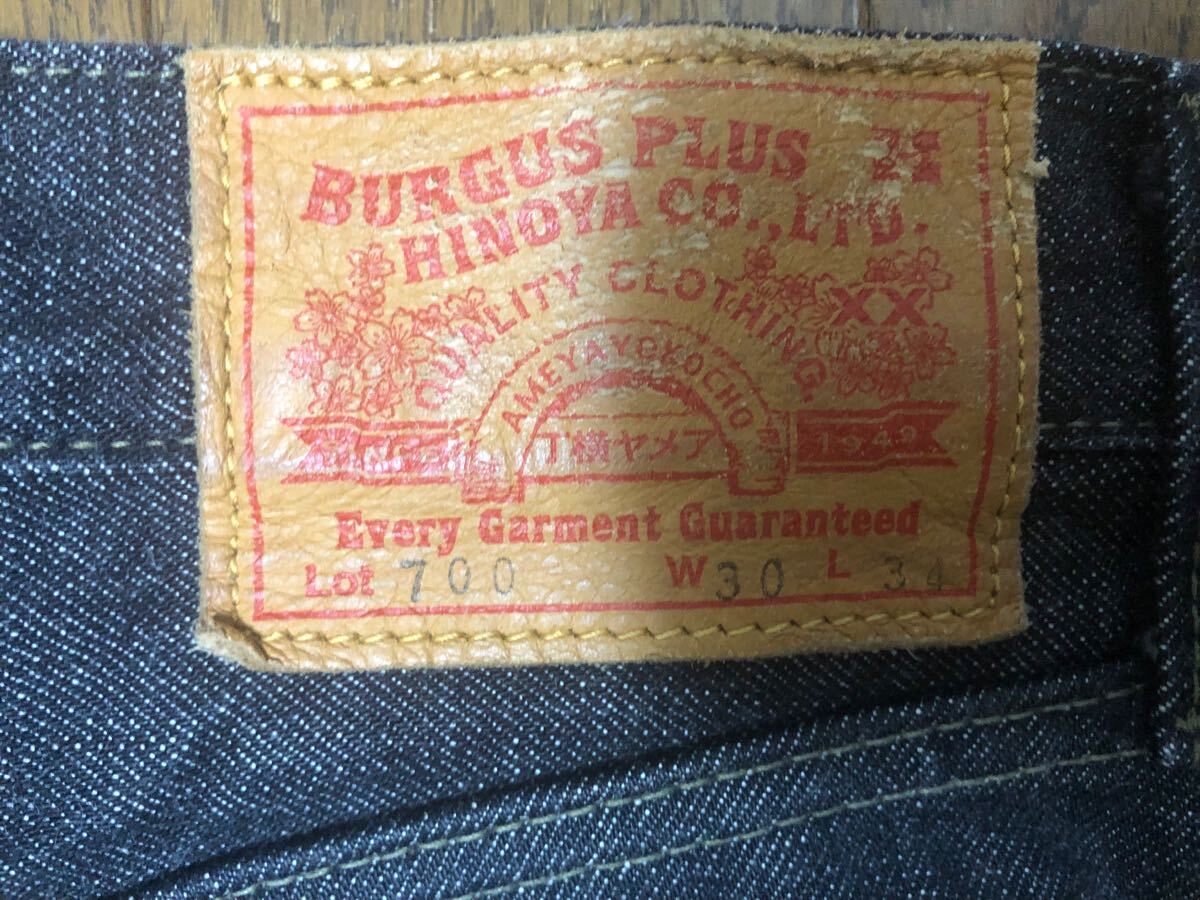 BURGUS PLUS
HINOYA CO., LTD.
QUALITY CLOTHING.
XX
AMEYAYOKOCHO
SINCE
丁横ヤメア
1949
Every Garment Guaranteed
Lot 700 W 30 L 34